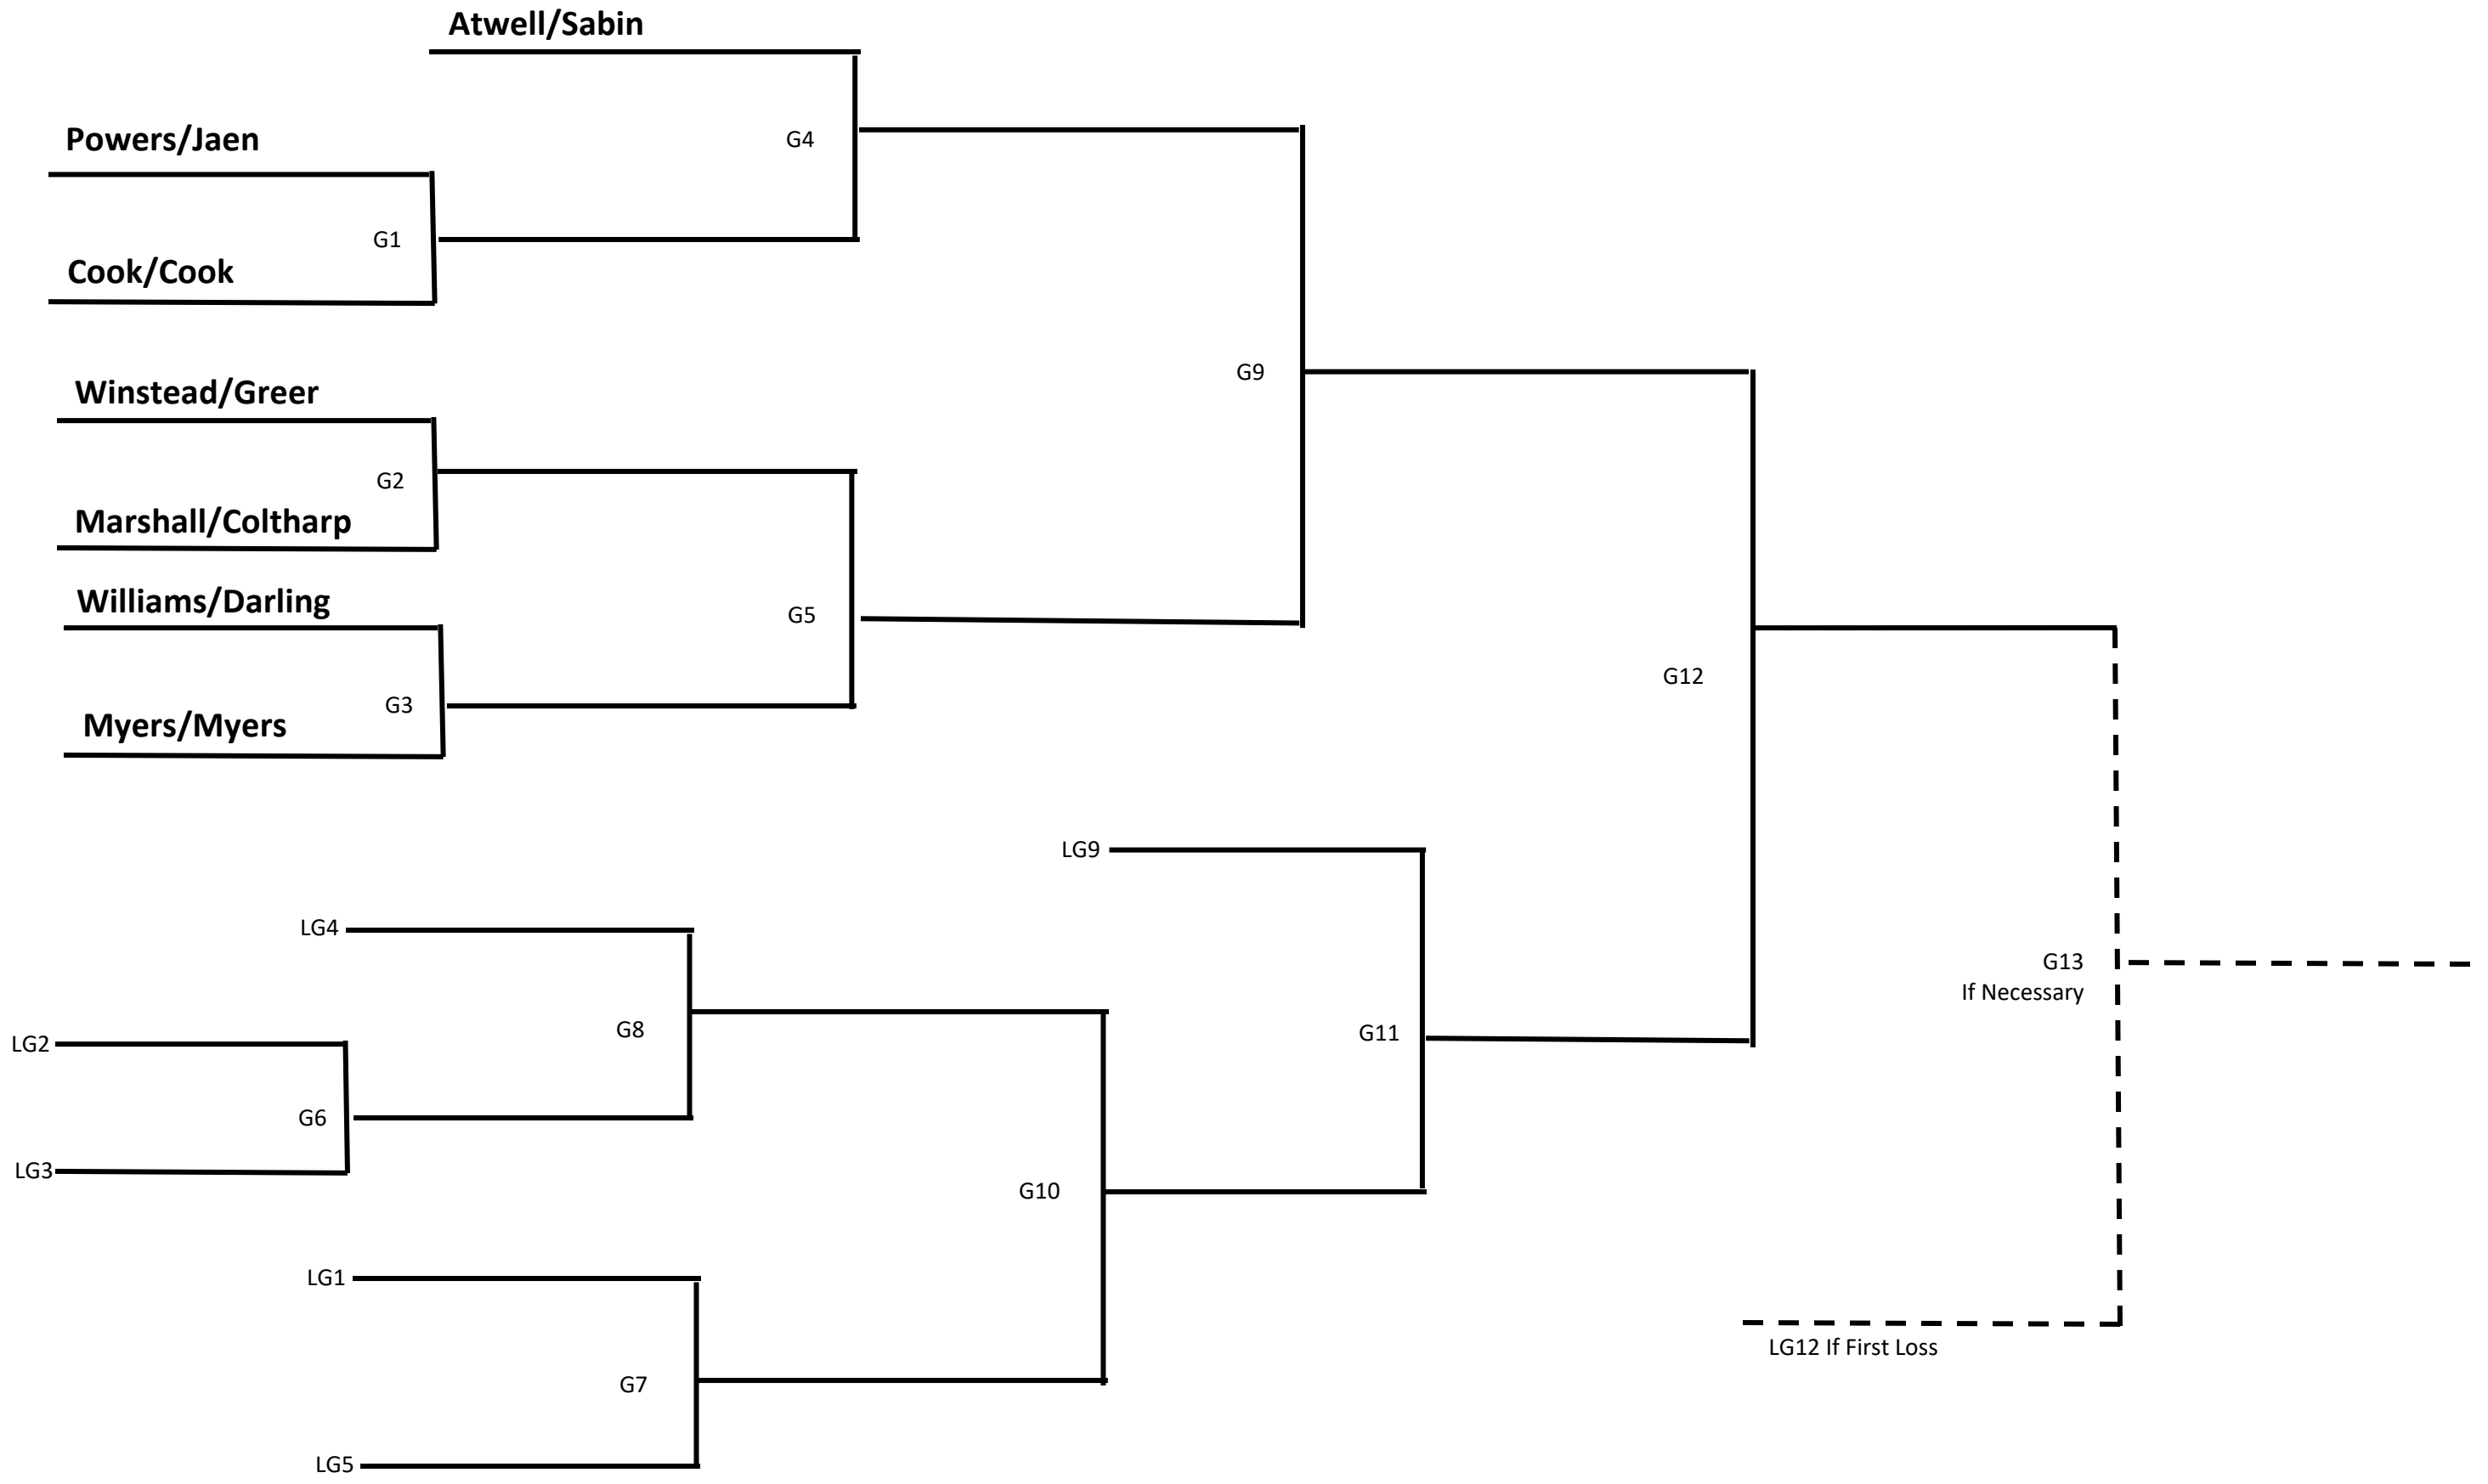 Atwell/Sabin
Powers/Jaen
G4
G1
Cook/Cook
G9
Winstead/Greer
G2
Marshall/Coltharp
Williams/Darling
G5
G12
G3
Myers/Myers
LG9
LG4
G13
If Necessary
G8
G11
LG2
G6
LG3
G10
LG1
LG12 If First Loss
G7
LG5